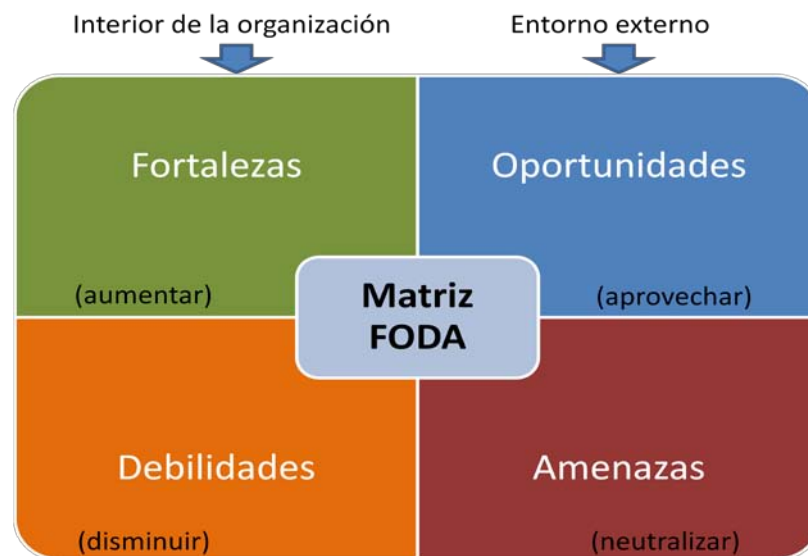 Interior de la organización
Entorno externo
Fortalezas
Oportunidades
(aumentar)
(aprovechar)
Matriz
FODA
Debilidades
Amenazas
(disminuir)
(neutralizar)